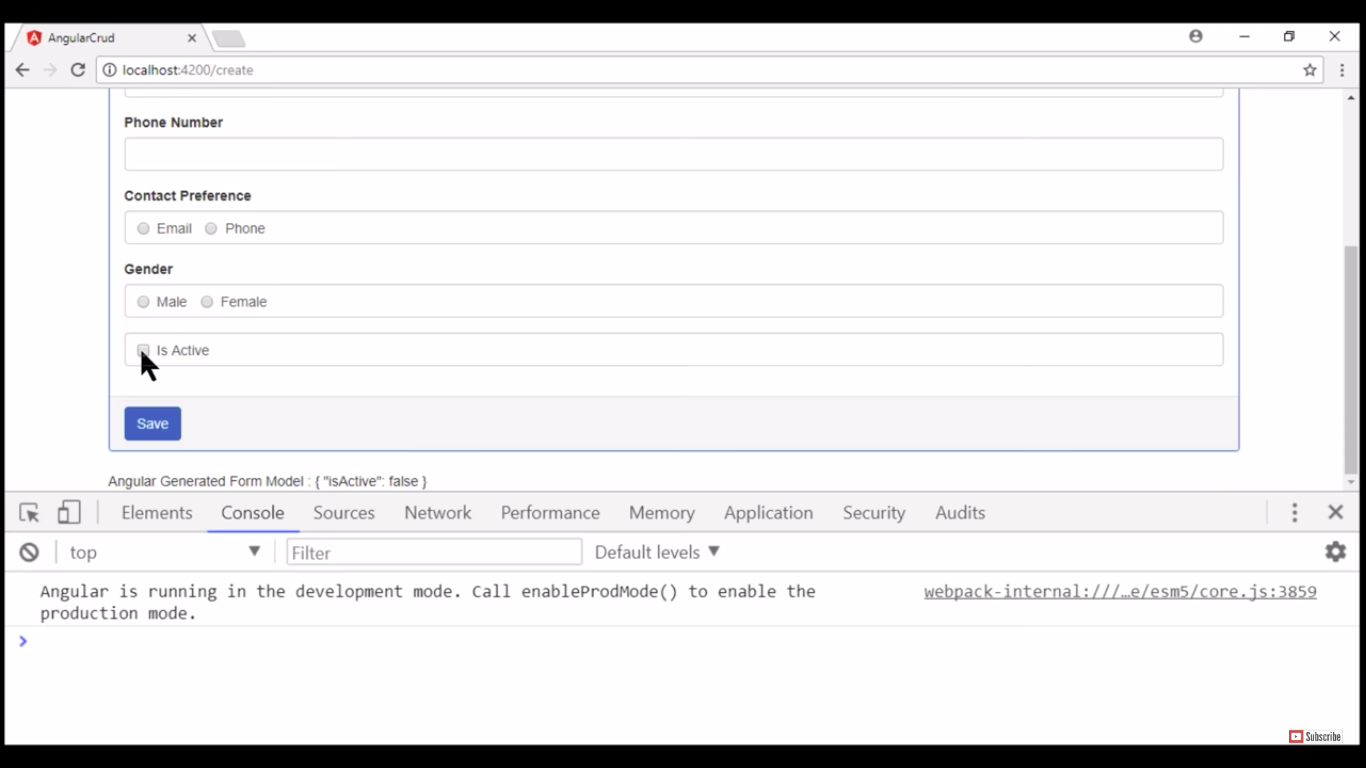 AngularCrud
localhost:4200/create
Phone Number
Contact Preference
Email Phone
Gender
Male Female
Is Active
Save
Angular Generated Form Model : { "isActive": false }
Elements Console Sources Network Performance Memory Application Security Audits
top Filter Default levels
Angular is running in the development mode. Call enableProdMode() to enable the webpack-internal:///…e/esm5/core.js:3859
production mode.
Subscribe